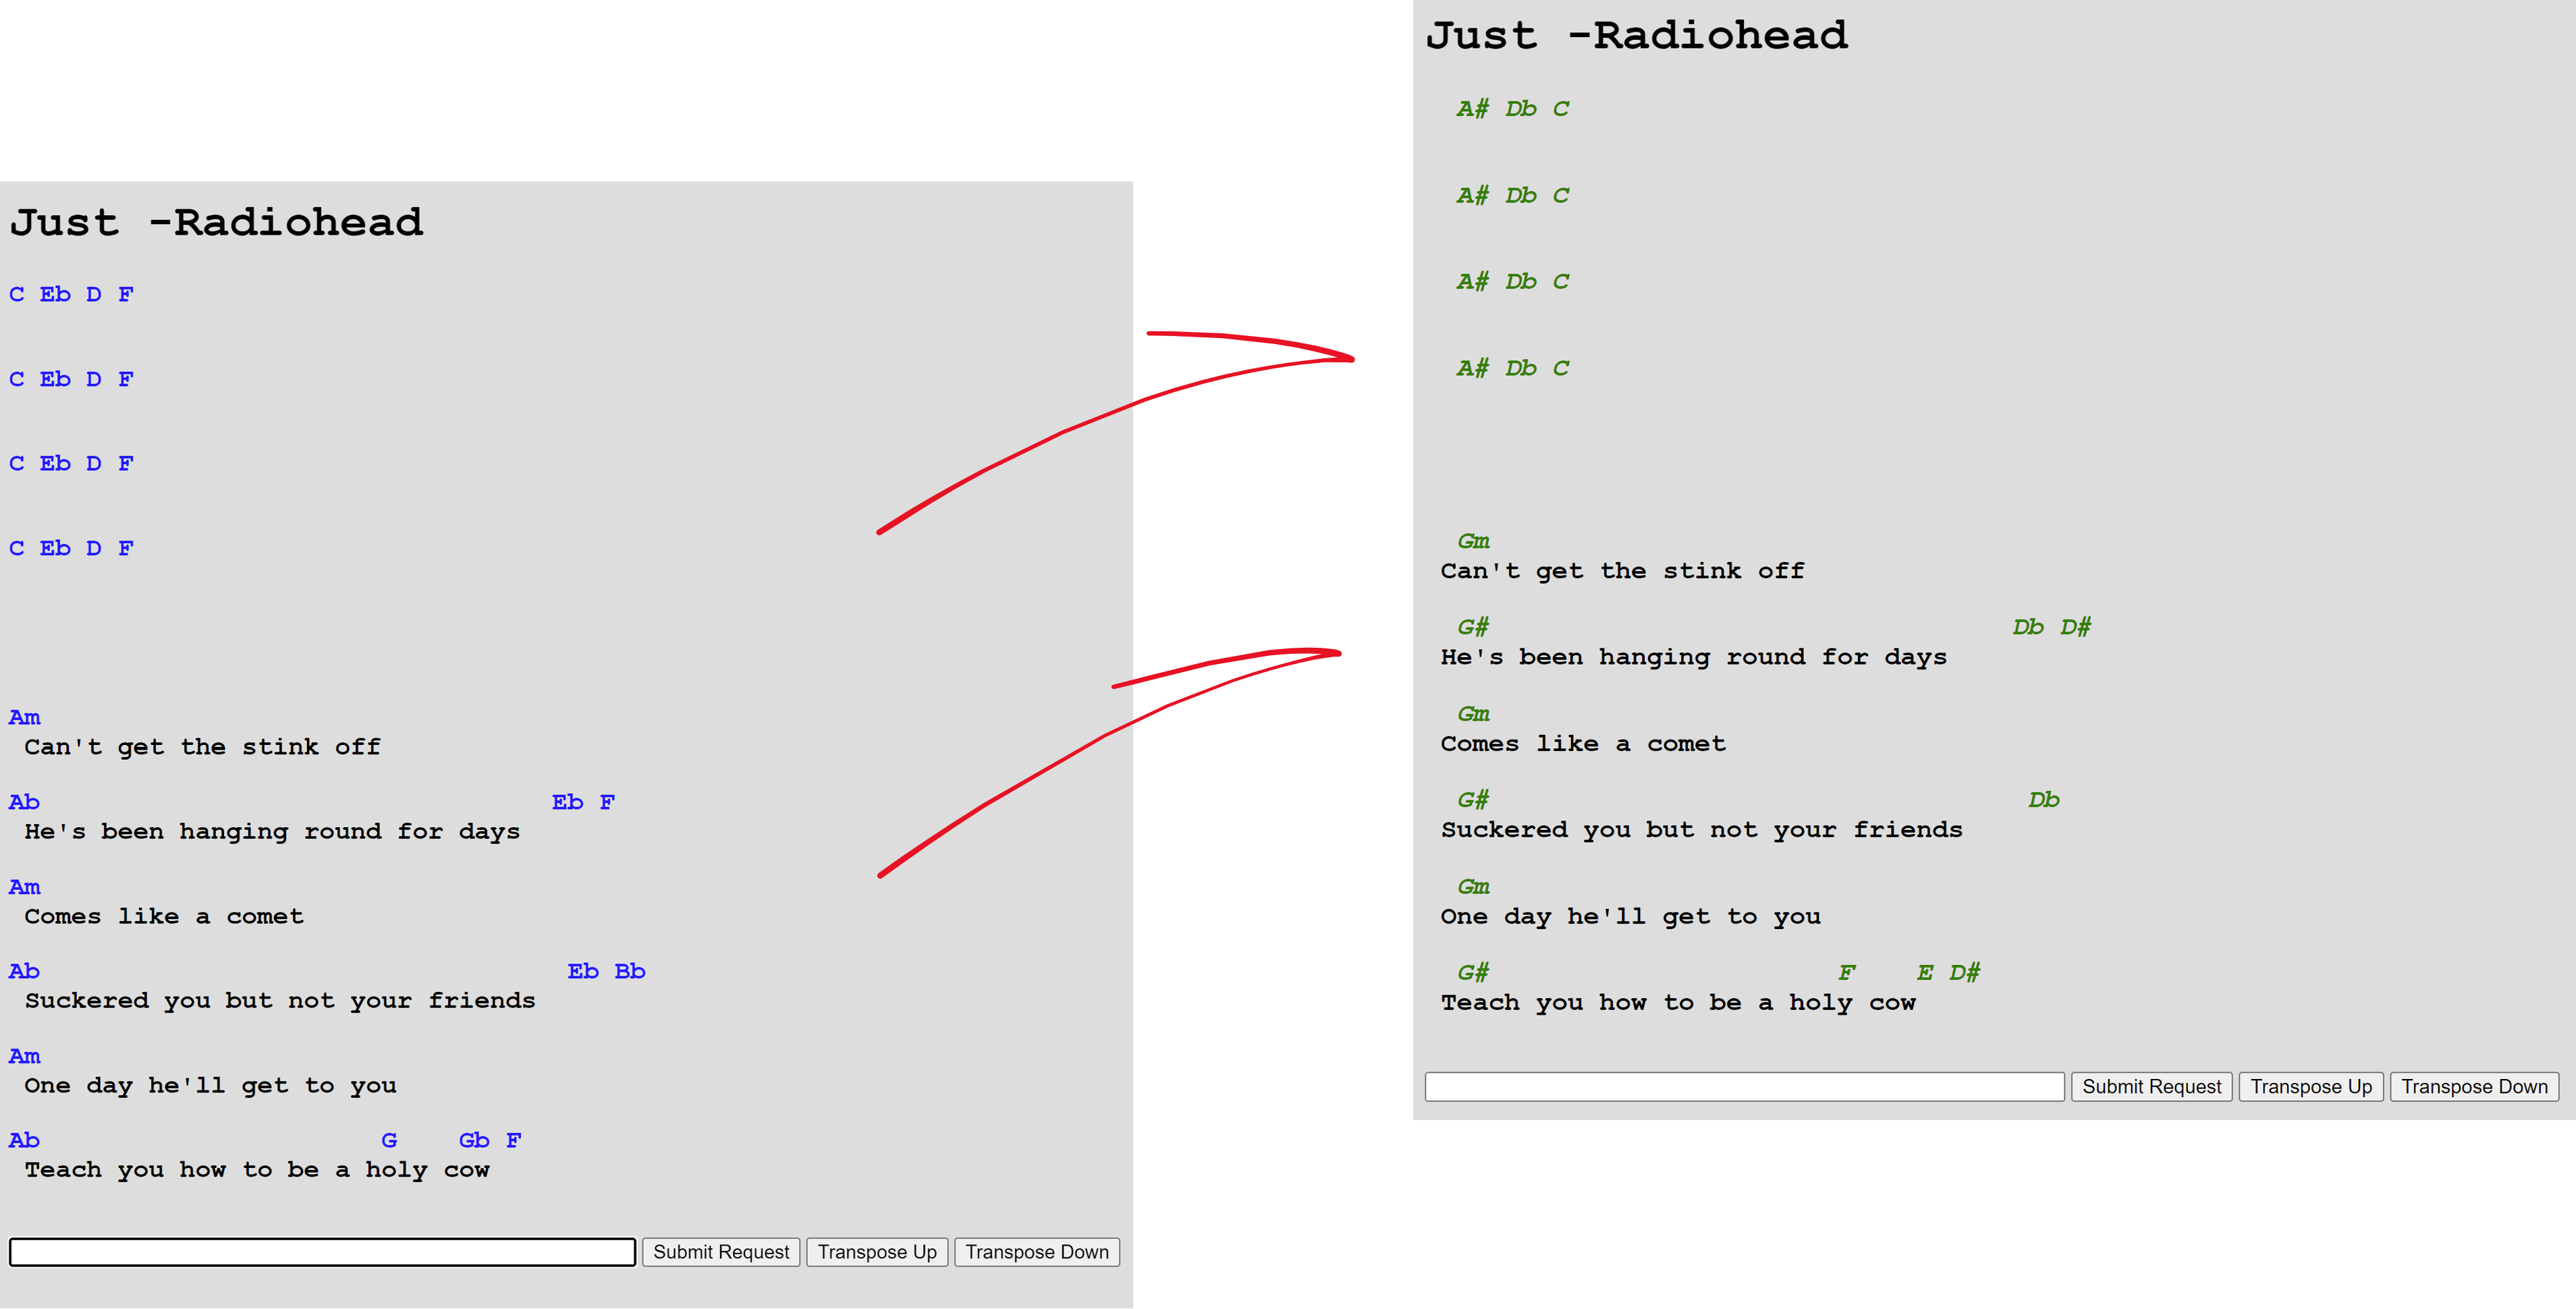 Just -Radiohead
C Eb D F
C Eb D F
C Eb D F
C Eb D F
Am
Can't get the stink off
Ab Eb F
He's been hanging round for days
Am
Comes like a comet
Ab Eb Bb
Suckered you but not your friends
Am
One day he'll get to you
Ab G Gb F
Teach you how to be a holy cow
Submit Request Transpose Up Transpose Down
Just -Radiohead
A# Db C
A# Db C
A# Db C
A# Db C
Gm
Can't get the stink off
G# Db D#
He's been hanging round for days
Gm
Comes like a comet
G# Db
Suckered you but not your friends
Gm
One day he'll get to you
G# F E D#
Teach you how to be a holy cow
Submit Request Transpose Up Transpose Down